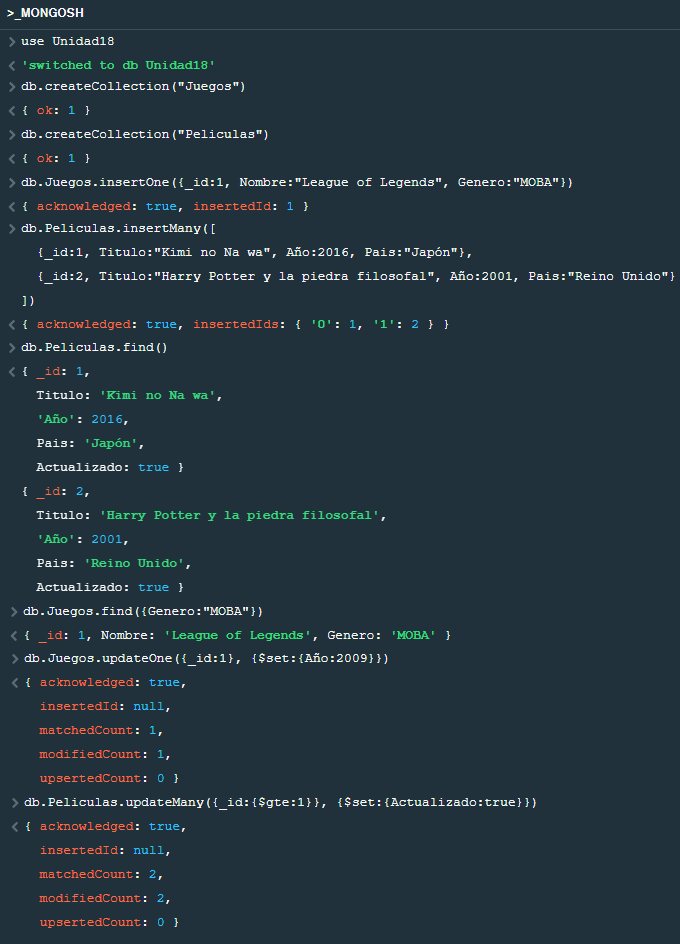 >_MONGOSH
> use Unidad18
< 'switched to db Unidad18'
> db.createCollection("Juegos")
< { ok: 1 }
> db.createCollection("Peliculas")
< { ok: 1 }
> db.Juegos.insertOne({_id:1, Nombre:"League of Legends", Genero:"MOBA"})
< { acknowledged: true, insertedId: 1 }
> db.Peliculas.insertMany([
{_id:1, Titulo:"Kimi no Na wa", Año:2016, Pais:"Japón"},
{_id:2, Titulo:"Harry Potter y la piedra filosofal", Año:2001, Pais:"Reino Unido"}
])
< { acknowledged: true, insertedIds: { '0': 1, '1': 2 } }
> db.Peliculas.find()
< { _id: 1,
Titulo: 'Kimi no Na wa',
'Año': 2016,
Pais: 'Japón',
Actualizado: true }
{ _id: 2,
Titulo: 'Harry Potter y la piedra filosofal',
'Año': 2001,
Pais: 'Reino Unido',
Actualizado: true }
> db.Juegos.find({Genero:"MOBA"})
< { _id: 1, Nombre: 'League of Legends', Genero: 'MOBA' }
> db.Juegos.updateOne({_id:1}, {$set:{Año:2009}})
< { acknowledged: true,
insertedId: null,
matchedCount: 1,
modifiedCount: 1,
upsertedCount: 0 }
> db.Peliculas.updateMany({_id:{$gte:1}}, {$set:{Actualizado:true}})
< { acknowledged: true,
insertedId: null,
matchedCount: 2,
modifiedCount: 2,
upsertedCount: 0 }